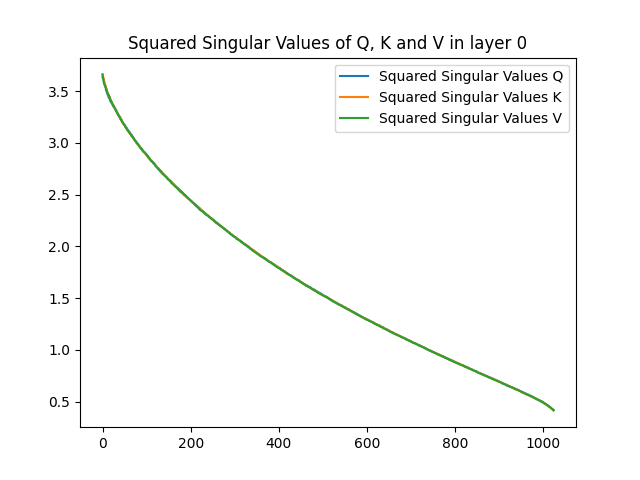 Squared Singular Values of Q, K and V in layer 0
Squared Singular Values Q
Squared Singular Values K
Squared Singular Values V
3.5
3.0
2.5
2.0
1.5
1.0
0.5
0 200 400 600 800 1000